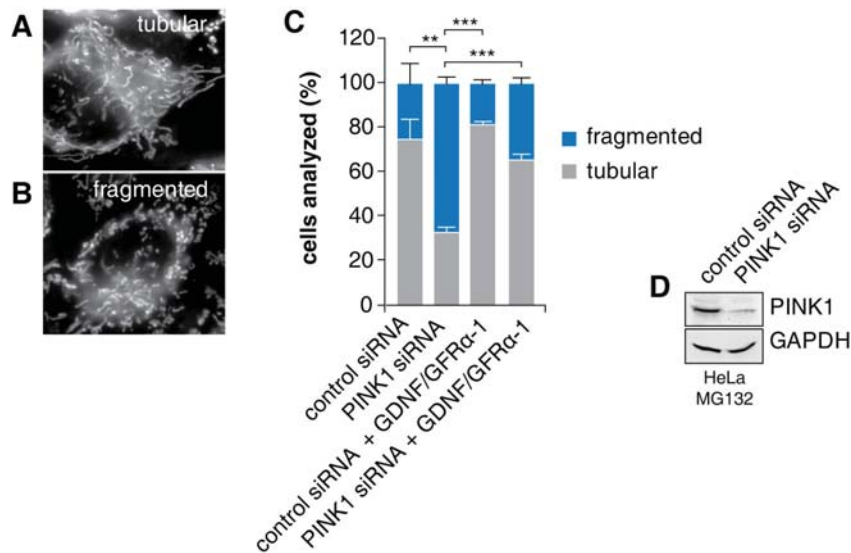 A
tubular
B
fragmented
C
**
***
***
cells analyzed (%)
120
100
80
60
40
20
0
control siRNA
PINK1 siRNA
control siRNA + GDNF/GFRα-1
PINK1 siRNA + GDNF/GFRα-1
fragmented
tubular
D
control siRNA
PINK1 siRNA
PINK1
GAPDH
HeLa
MG132